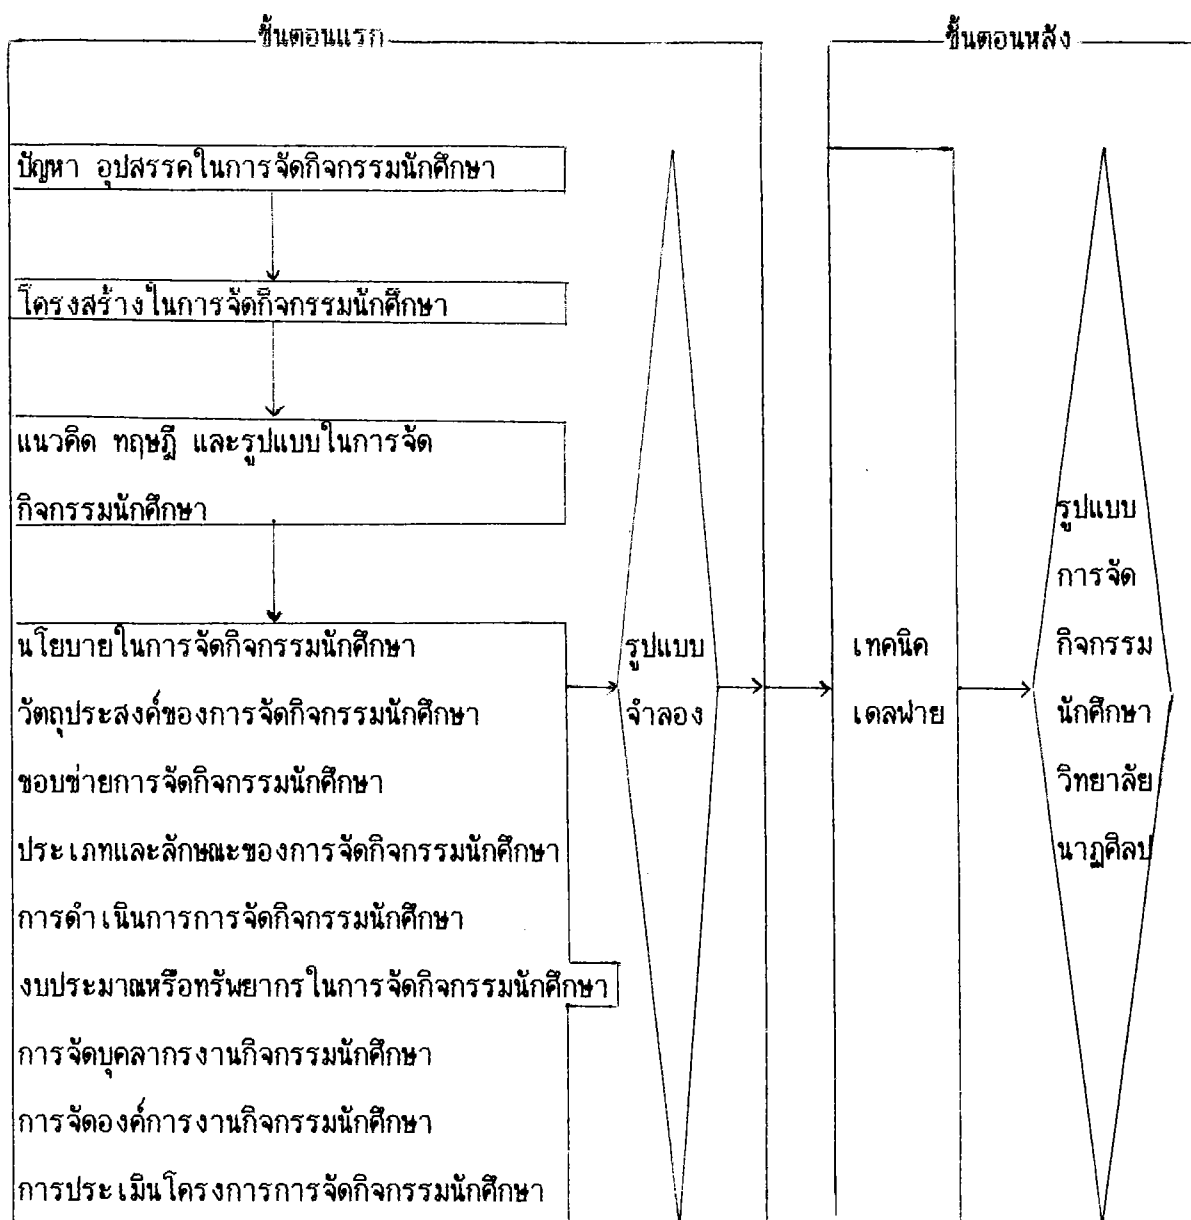 ขั้นตอนแรก
ขั้นตอนหลัง
ปัญหา อุปสรรคในการจัดกิจกรรมนักศึกษา
โครงสร้างในการจัดกิจกรรมนักศึกษา
แนวคิด ทฤษฎี และรูปแบบในการจัด
กิจกรรมนักศึกษา
นโยบายในการจัดกิจกรรมนักศึกษา
วัตถุประสงค์ของการจัดกิจกรรมนักศึกษา
ขอบข่ายการจัดกิจกรรมนักศึกษา
ประเภทและลักษณะของการจัดกิจกรรมนักศึกษา
การดำเนินการการจัดกิจกรรมนักศึกษา
งบประมาณหรือทรัพยากรในการจัดกิจกรรมนักศึกษา
การจัดบุคลากรงานกิจกรรมนักศึกษา
การจัดองค์การงานกิจกรรมนักศึกษา
การประเมินโครงการการจัดกิจกรรมนักศึกษา
รูปแบบ
จำลอง
เทคนิค
เดลฟาย
รูปแบบ
การจัด
กิจกรรม
นักศึกษา
วิทยาลัย
นาฏศิลป